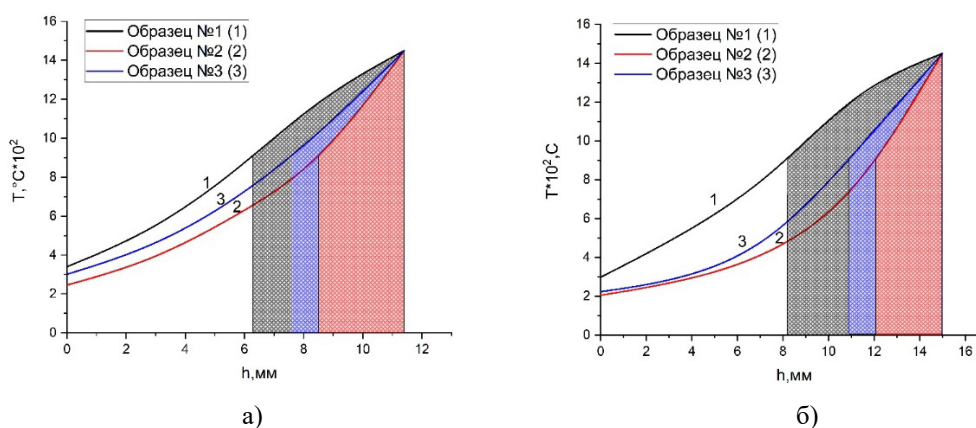 Образец №1 (1)
Образец №2 (2)
Образец №3 (3)
T,°C*10²
16
14
12
10
8
6
4
2
0
1
3
2
0 2 4 6 8 10 12
h,мм
а)
Образец №1 (1)
Образец №2 (2)
Образец №3 (3)
T*10²,C
16
14
12
10
8
6
4
2
0
1
3
2
0 2 4 6 8 10 12 14 16
h,мм
б)